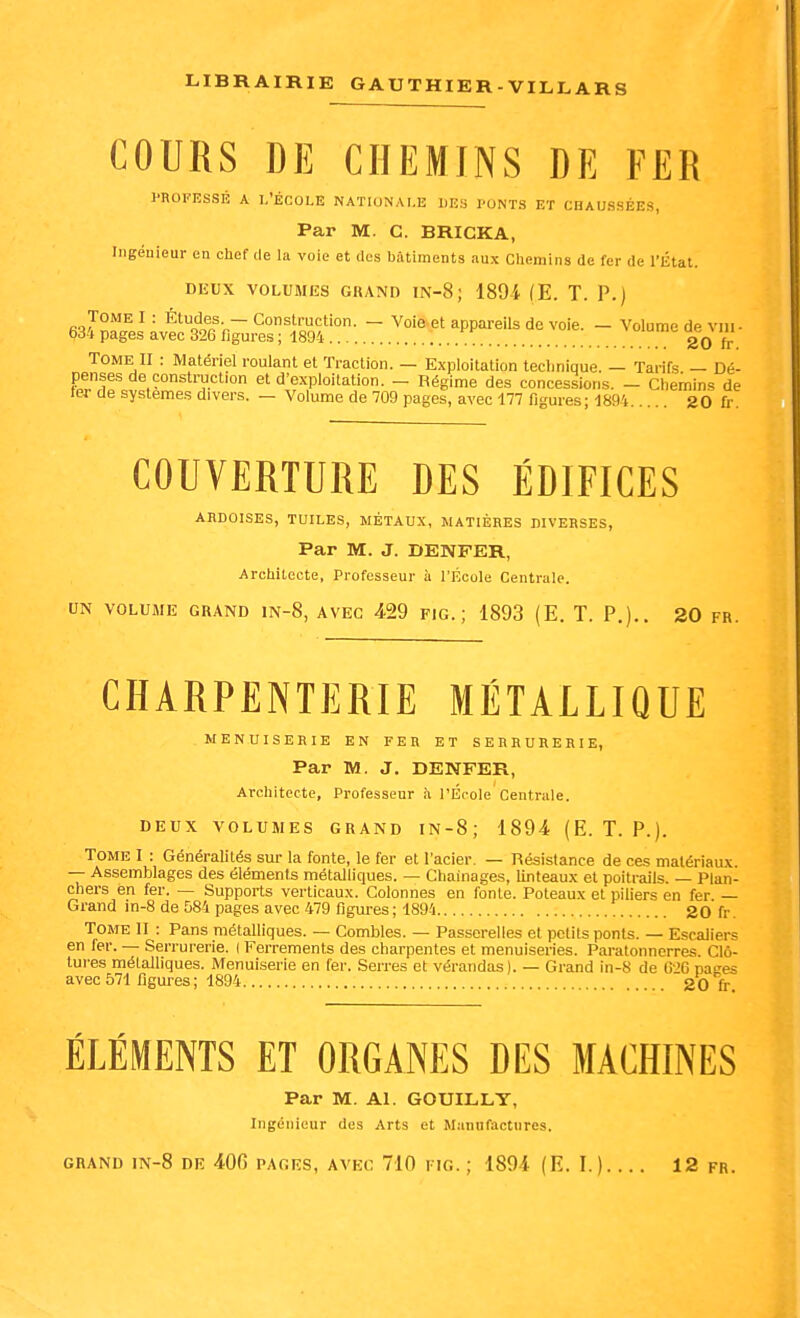 LIBRAIRIE GAUTHIER-VILLARS
COURS DE CHEMINS DE FER
PROFESSÉ A L'ÉCOLE NATIONALE DES PONTS ET CHAUSSÉES,
Par M. C. BRICKA,
Ingénieur en chef de la voie et des bâtiments aux Chemins de fer de l'État.
DEUX VOLUMES GRAND IN-8; 1894 (E. T. P.)
TOME I : Études. — Construction. — Voie et appareils de voie. — Volume de VIII-
634 pages avec 326 figures; 1894 ........ 20 fr.
TOME II : Matériel roulant et Traction. — Exploitation technique. — Tarifs. — Dé-
penses de construction et d'exploitation. — Régime des concessions. — Chemins de
fer de systèmes divers. — Volume de 709 pages, avec 177 figures; 1894..... 20 fr.
COUVERTURE DES ÉDIFICES
ARDOISES, TUILES, MÉTAUX, MATIÈRES DIVERSES,
Par M. J. DENFER,
Architecte, Professeur à l'École Centrale.
UN VOLUME GRAND IN-8, AVEC 429 FIG.; 1893 (E. T. P.).. 20 FR.
CHARPENTERIE MÉTALLIQUE
MENUISERIE EN FER ET SERRURERIE,
Par M. J. DENFER,
Architecte, Professeur à l'École Centrale.
DEUX VOLUMES GRAND IN-8; 1894 (E. T. P.).
TOME I : Généralités sur la fonte, le fer et l'acier. — Résistance de ces matériaux.
— Assemblages des éléments métalliques. — Chaînages, linteaux et poitrails. — Plan-
chers en fer. — Supports verticaux. Colonnes en fonte. Poteaux et piliers en fer. —
Grand in-8 de 584 pages avec 479 figures; 1894........ 20 fr.
TOME II : Pans métalliques. — Combles. — Passerelles et petits ponts. — Escaliers
en fer. — Serrurerie. (Ferrements des charpentes et menuiseries. Paratonnerres. Clô-
tures métalliques. Menuiserie en fer. Serres et vérandas). — Grand in-8 de 626 pages
avec 571 figures; 1894........ 20 fr.
ÉLÉMENTS ET ORGANES DES MACHINES
Par M. Al. GOUILLY,
Ingénieur des Arts et Manufactures.
GRAND IN-8 DE 406 PAGES, AVEC 710 FIG.; 1894 (E. I.).... 12 FR.